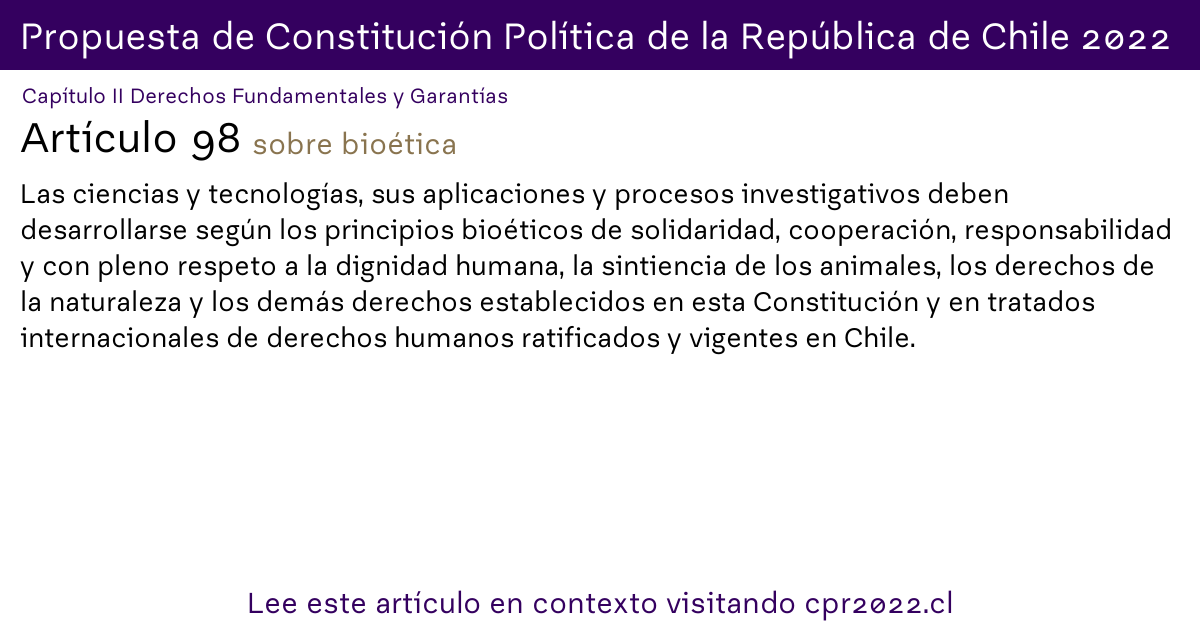 Propuesta de Constitución Política de la República de Chile 2022
Capítulo II Derechos Fundamentales y Garantías
Artículo 98 sobre bioética
Las ciencias y tecnologías, sus aplicaciones y procesos investigativos deben
desarrollarse según los principios bioéticos de solidaridad, cooperación, responsabilidad
y con pleno respeto a la dignidad humana, la sintiencia de los animales, los derechos de
la naturaleza y los demás derechos establecidos en esta Constitución y en tratados
internacionales de derechos humanos ratificados y vigentes en Chile.
Lee este artículo en contexto visitando cpr2022.cl